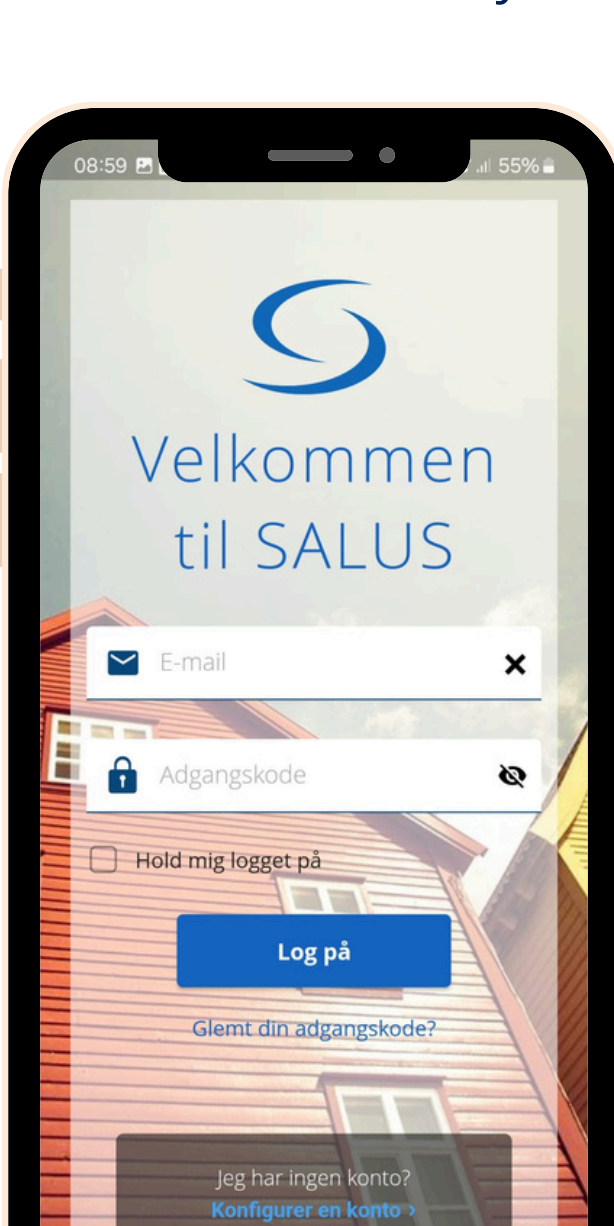 08:59
55%
Velkommen
til SALUS
E-mail
Adgangskode
Hold mig logget på
Log på
Glemt din adgangskode?
Jeg har ingen konto?
Konfigurer en konto ›